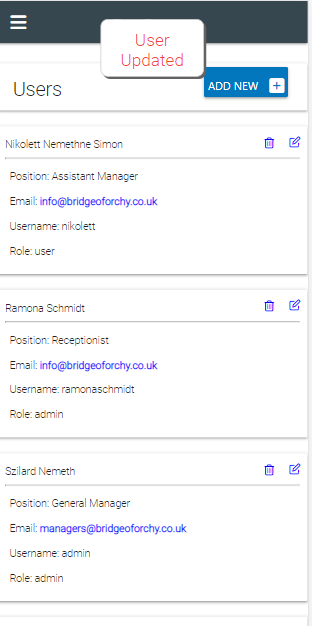 User
Updated
Users
ADD NEW
Nikolett Nemethne Simon
Position: Assistant Manager
Email: info@bridgeoforchy.co.uk
Username: nikolett
Role: user
Ramona Schmidt
Position: Receptionist
Email: info@bridgeoforchy.co.uk
Username: ramonaschmidt
Role: admin
Szilard Nemeth
Position: General Manager
Email: managers@bridgeoforchy.co.uk
Username: admin
Role: admin